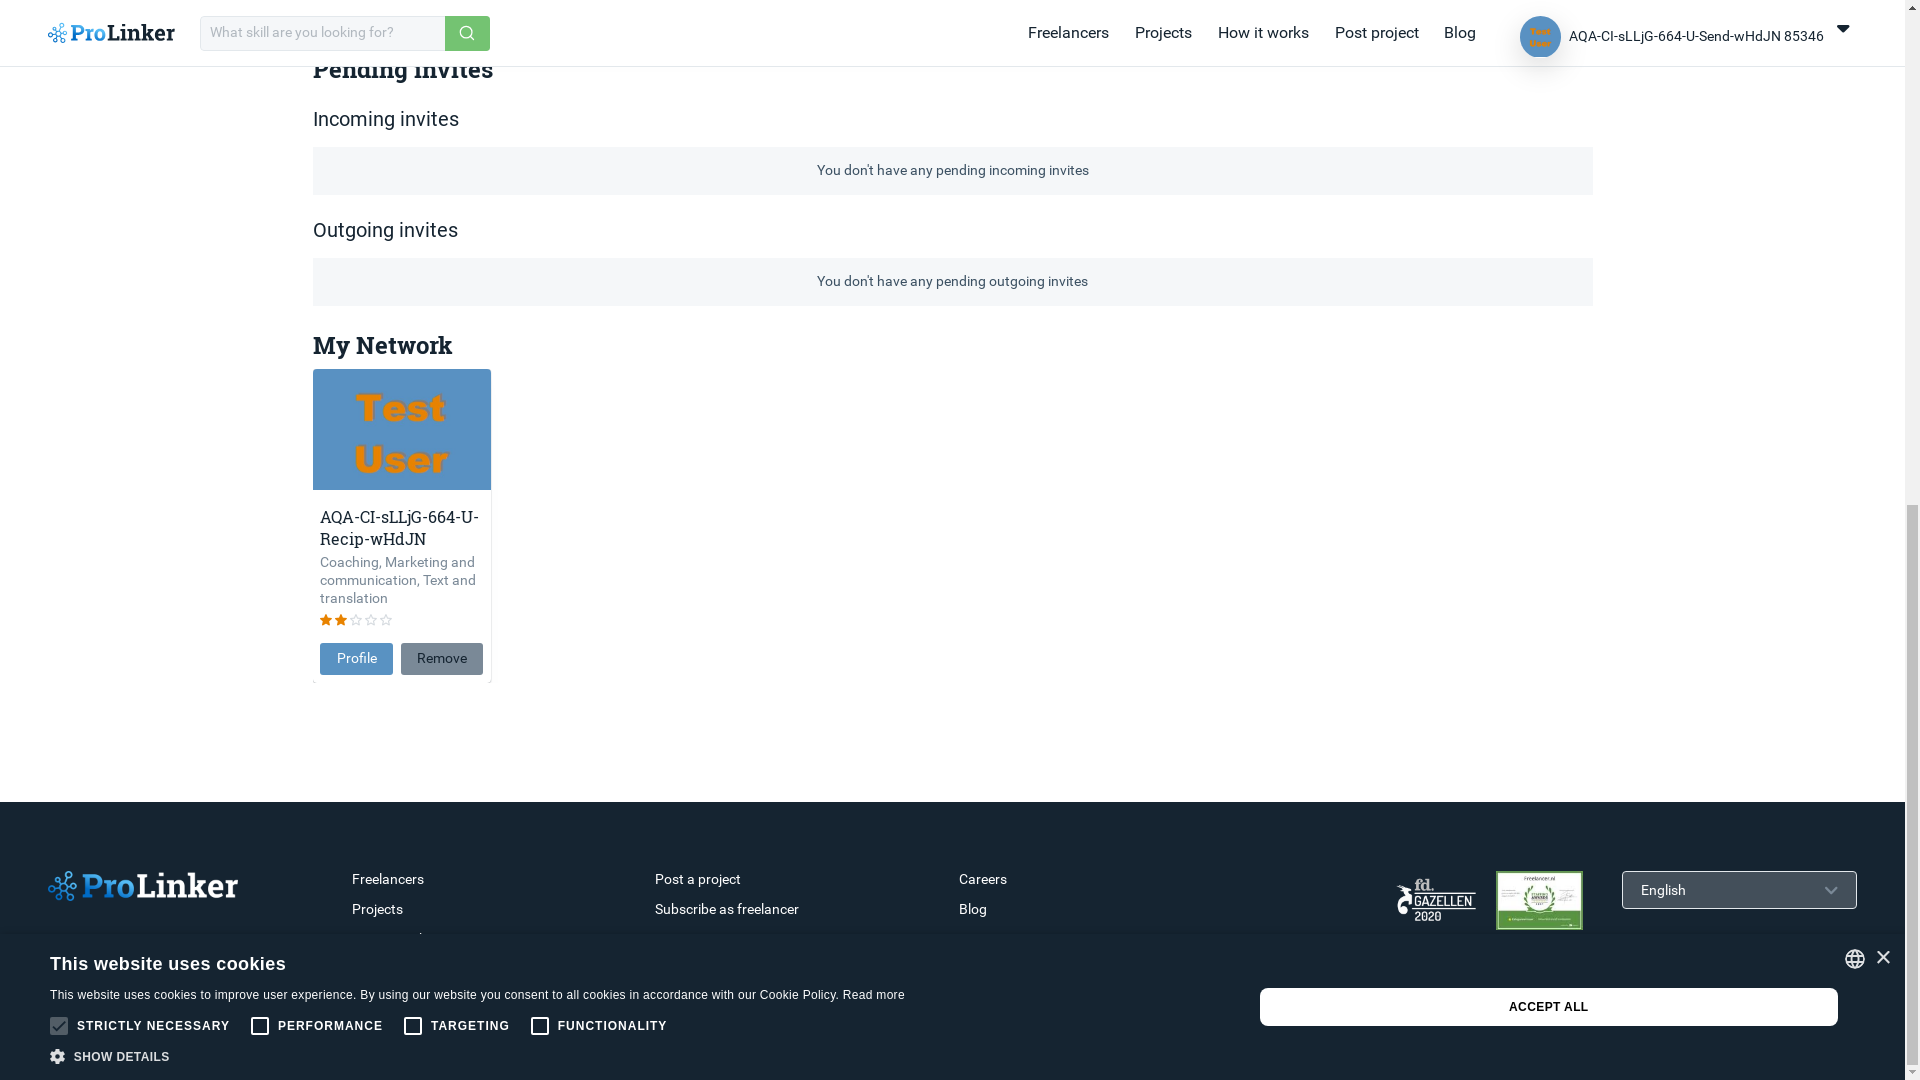 ProLinker
What skill are you looking for?
Freelancers
Projects
How it works
Post project
Blog
Test
User
AQA-CI-sLLjG-664-U-Send-wHdJN 85346
Pending invites
Incoming invites
You don't have any pending incoming invites
Outgoing invites
You don't have any pending outgoing invites
My Network
Test
User
AQA-CI-sLLjG-664-U-
Recip-wHdJN
Coaching, Marketing and
communication, Text and
translation
Profile
Remove
ProLinker
Freelancers
Projects
Post a project
Subscribe as freelancer
Careers
Blog
fd.
GAZELLEN
2020
Freelancer.nl
English
This website uses cookies
This website uses cookies to improve user experience. By using our website you consent to all cookies in accordance with our Cookie Policy. Read more
STRICTLY NECESSARY
PERFORMANCE
TARGETING
FUNCTIONALITY
SHOW DETAILS
ACCEPT ALL